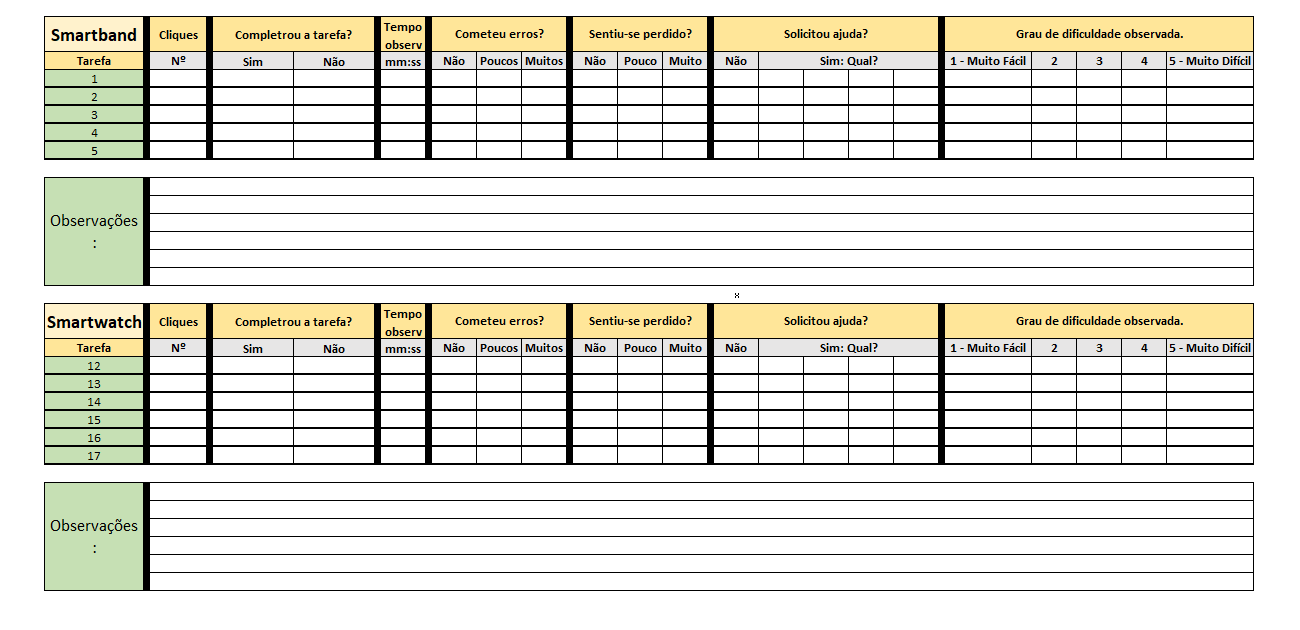 Smartband Cliques Completrou a tarefa? Tempo observ Cometeu erros? Sentiu-se perdido? Solicitou ajuda? Grau de dificuldade observada.
Tarefa Nº Sim Não mm:ss Não Poucos Muitos Não Pouco Muito Não Sim: Qual? 1 - Muito Fácil 2 3 4 5 - Muito Difícil
1
2
3
4
5
Observações
:
x
Smartwatch Cliques Completrou a tarefa? Tempo observ Cometeu erros? Sentiu-se perdido? Solicitou ajuda? Grau de dificuldade observada.
Tarefa Nº Sim Não mm:ss Não Poucos Muitos Não Pouco Muito Não Sim: Qual? 1 - Muito Fácil 2 3 4 5 - Muito Difícil
12
13
14
15
16
17
Observações
: